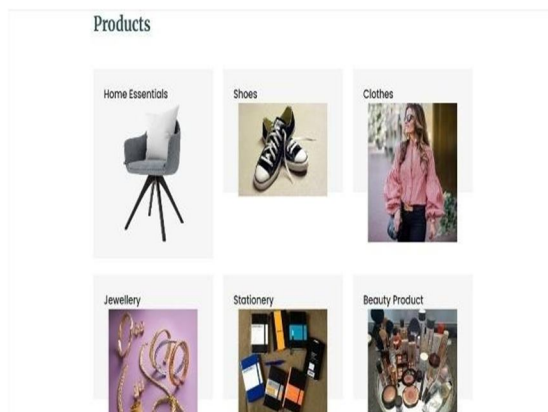 Products
Home Essentials
Shoes
Clothes
Jewellery
Stationery
Beauty Product